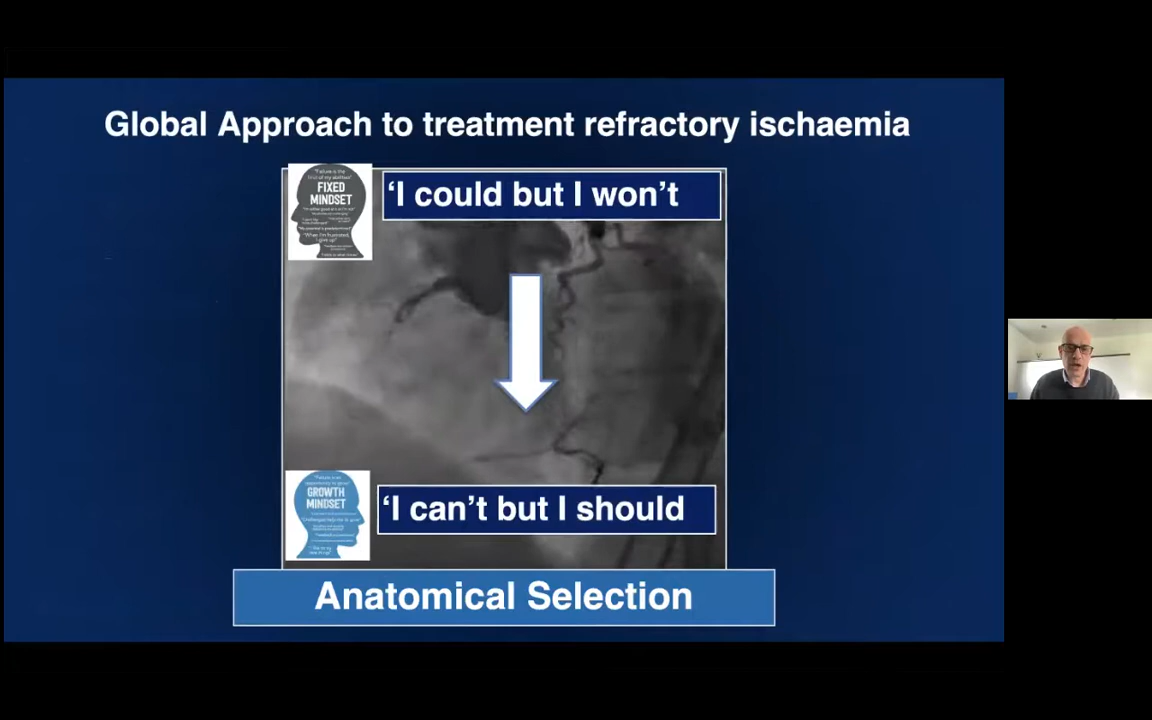 Global Approach to treatment refractory ischaemia
FIXED
MINDSET
'I could but I won't
GROWTH
MINDSET
'I can't but I should
Anatomical Selection